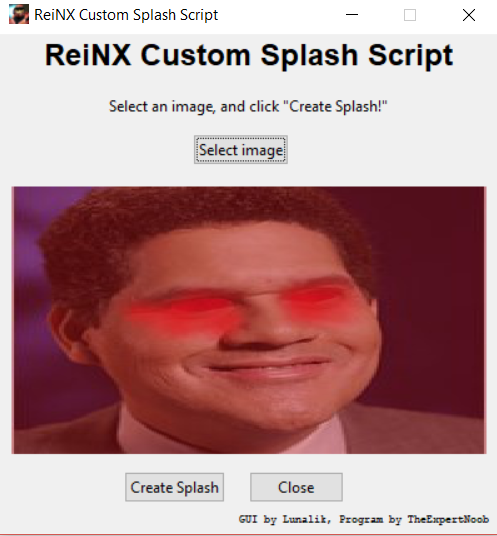 ReiNX Custom Splash Script
ReiNX Custom Splash Script
Select an image, and click "Create Splash!"
Select image
Create Splash
Close
GUI by Lunalik, Program by TheExpertNoob